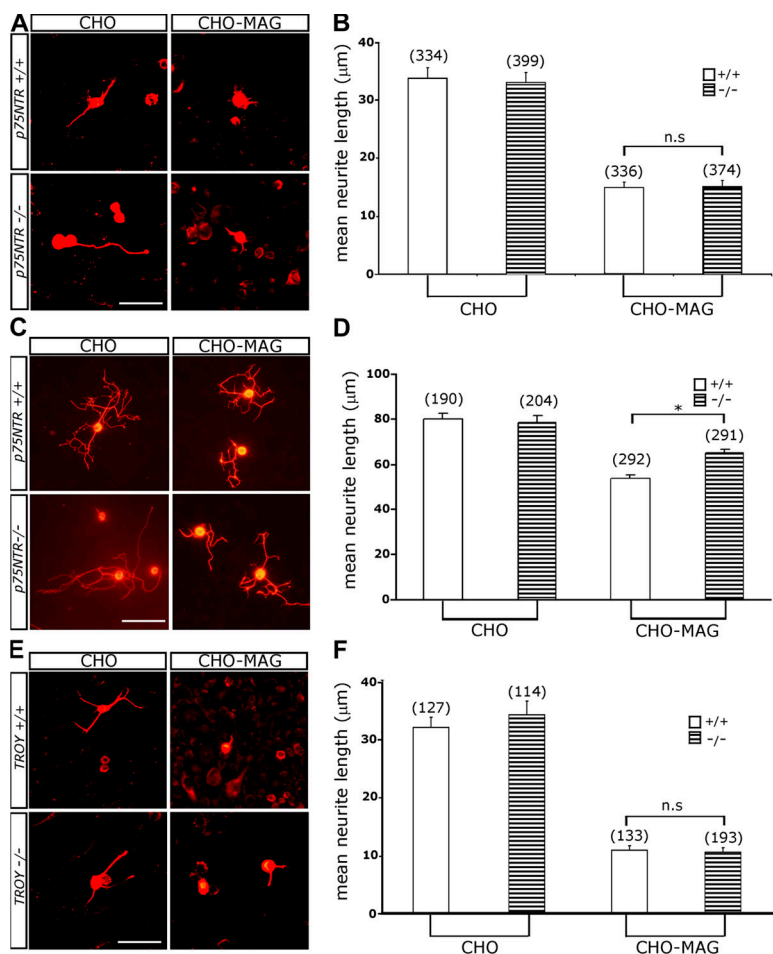 A
CHO
CHO-MAG
p75NTR +/+
p75NTR -/-
B
mean neurite length (μm)
40
30
20
10
0
(334)
(399)
(336)
(374)
n.s
+/+
-/-
CHO
CHO-MAG
C
CHO
CHO-MAG
p75NTR +/+
p75NTR-/-
D
mean neurite length (μm)
100
80
60
40
20
0
(190)
(204)
(292)
(291)
*
+/+
-/-
CHO
CHO-MAG
E
CHO
CHO-MAG
TROY +/+
TROY -/-
F
mean neurite length (μm)
40
30
20
10
0
(127)
(114)
(133)
(193)
n.s
+/+
-/-
CHO
CHO-MAG